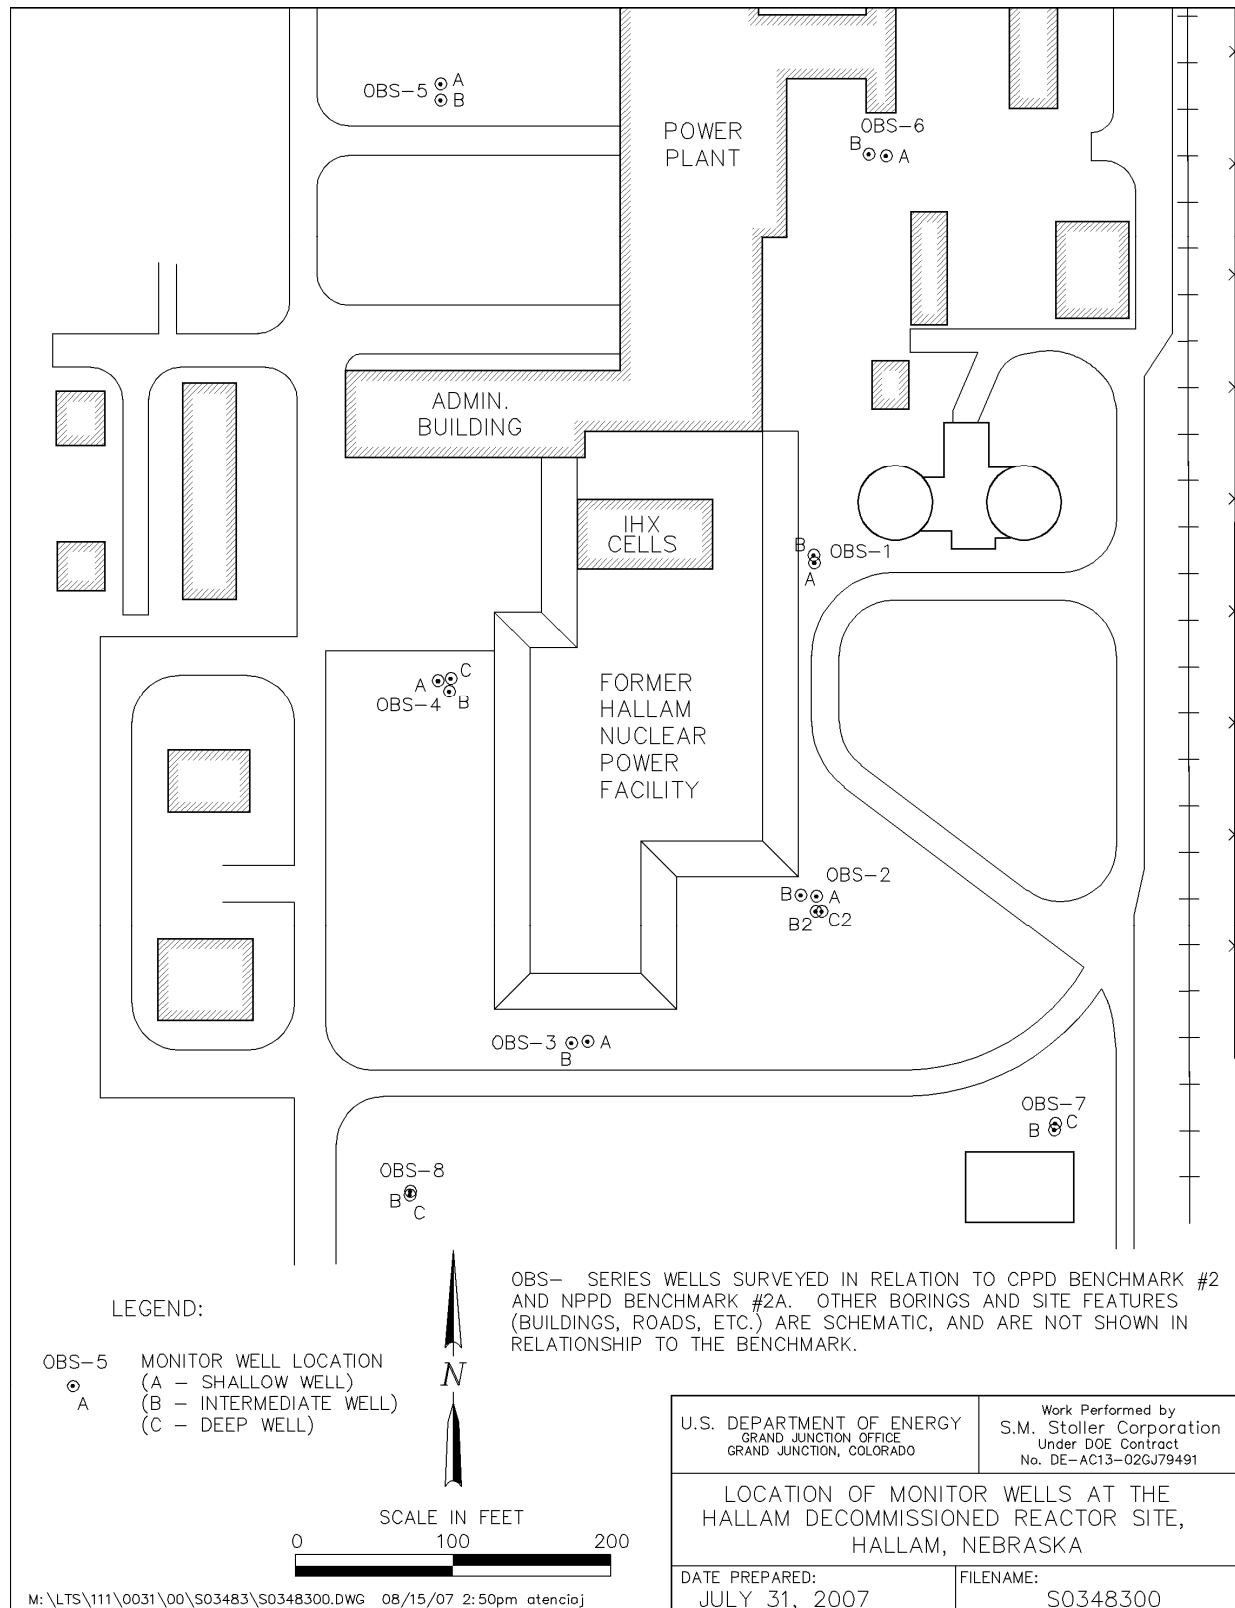 OBS-5
A
B
POWER
PLANT
OBS-6
B
A
ADMIN.
BUILDING
IHX
CELLS
B
OBS-1
A
C
A
OBS-4
B
FORMER
HALLAM
NUCLEAR
POWER
FACILITY
OBS-2
B
A
B2
C2
OBS-3
A
B
OBS-7
C
B
OBS-8
B
C
OBS- SERIES WELLS SURVEYED IN RELATION TO CPPD BENCHMARK #2
AND NPPD BENCHMARK #2A. OTHER BORINGS AND SITE FEATURES
(BUILDINGS, ROADS, ETC.) ARE SCHEMATIC, AND ARE NOT SHOWN IN
RELATIONSHIP TO THE BENCHMARK.
LEGEND:
OBS-5
A
MONITOR WELL LOCATION
(A - SHALLOW WELL)
(B - INTERMEDIATE WELL)
(C - DEEP WELL)
N
SCALE IN FEET
0 100 200
U.S. DEPARTMENT OF ENERGY
GRAND JUNCTION OFFICE
GRAND JUNCTION, COLORADO
Work Performed by
S.M. Stoller Corporation
Under DOE Contract
No. DE-AC13-02GJ79491
LOCATION OF MONITOR WELLS AT THE
HALLAM DECOMMISSIONED REACTOR SITE,
HALLAM, NEBRASKA
DATE PREPARED:
JULY 31, 2007
FILENAME:
S0348300
M:\LTS\111\0031\00\S03483\S0348300.DWG 08/15/07 2:50pm atencioj